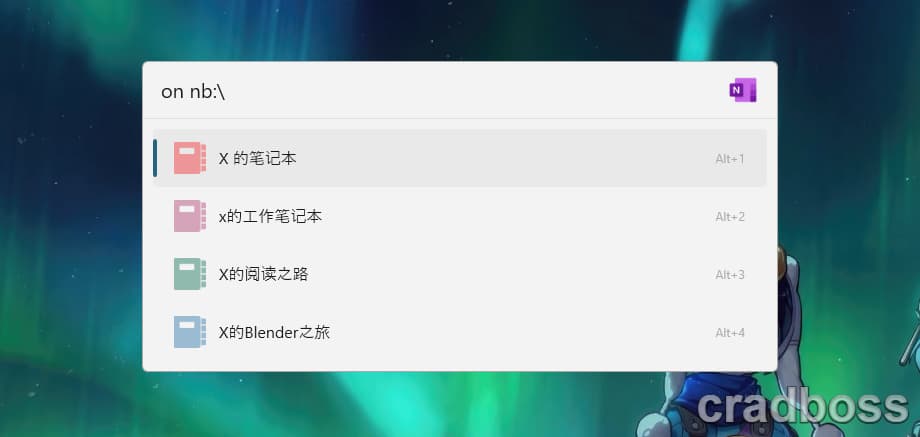 on nb:\
N
X 的笔记本
Alt+1
x的工作笔记本
Alt+2
X的阅读之路
Alt+3
X的Blender之旅
Alt+4
cradboss